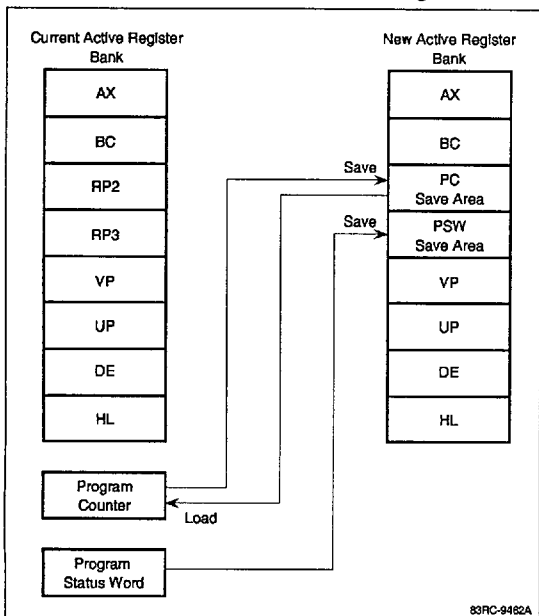 Current Active Register
Bank
AX
BC
RP2
RP3
VP
UP
DE
HL
Program
Counter
Program
Status Word
Save
Save
Load
New Active Register
Bank
AX
BC
PC
Save Area
PSW
Save Area
VP
UP
DE
HL
83RC-9462A